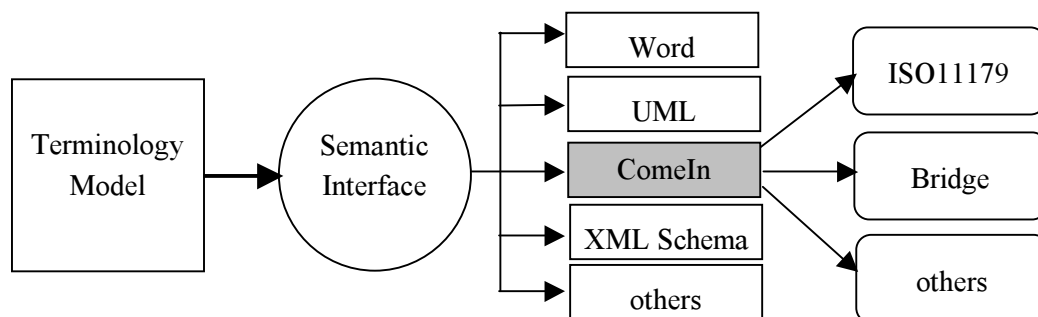 Terminology
Model
Semantic
Interface
Word
UML
ComeIn
XML Schema
others
ISO11179
Bridge
others